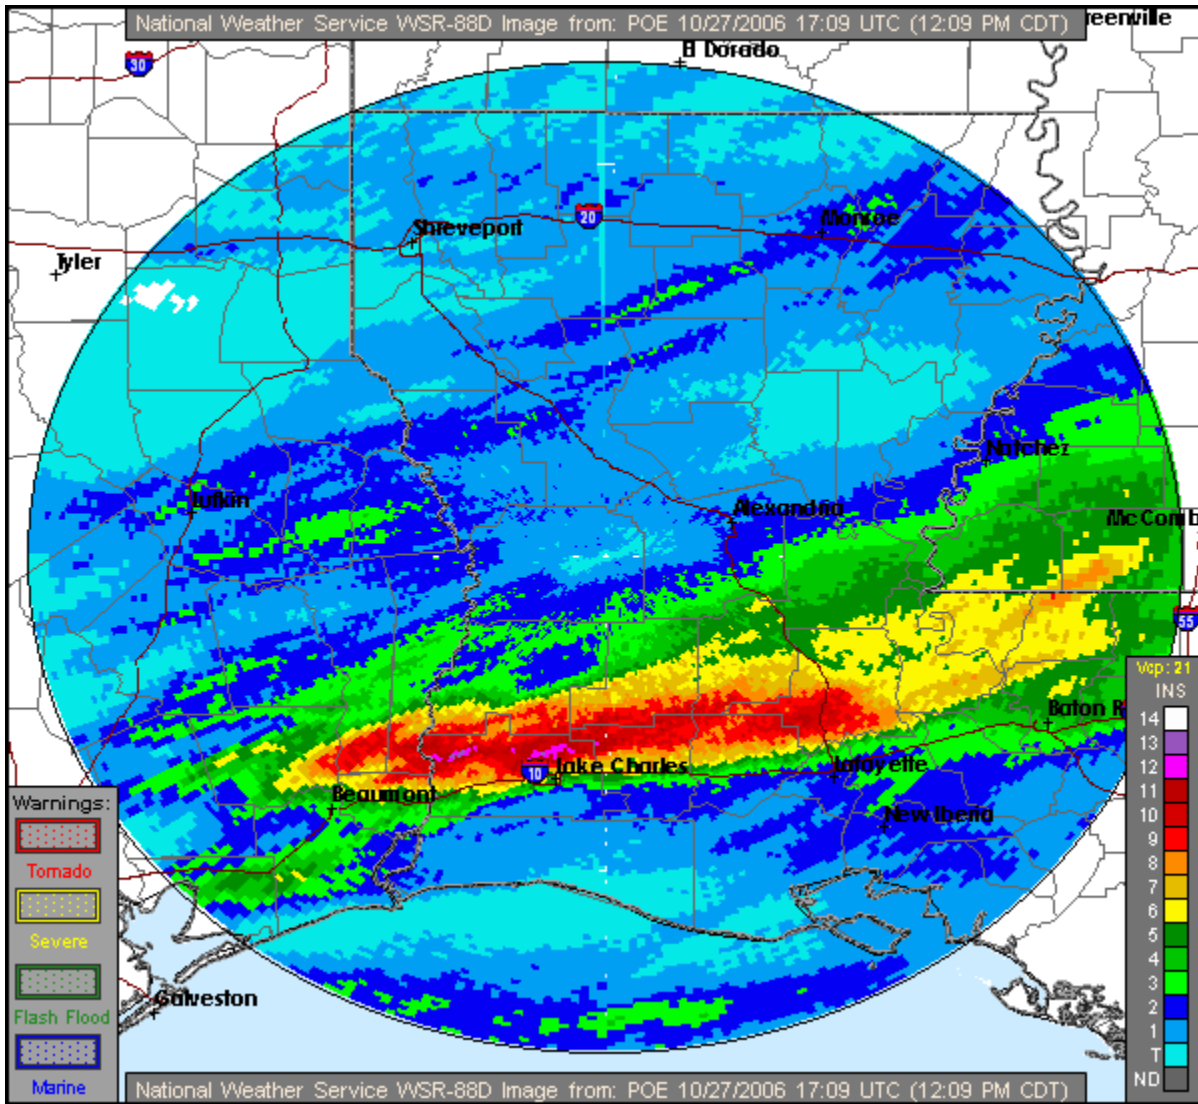 National Weather Service WSR-88D Image from: POE 10/27/2006 17:09 UTC (12:09 PM CDT)
reenville
30
El Dorado
20
Monroe
Shreveport
Tyler
Natchez
Lufkin
Alexandria
McComb
55
Vcp: 21
INS
Baton R
14
13
12
11
10
9
8
7
6
5
4
3
2
1
T
ND
10
Lake Charles
Lafayette
Beaumont
New Iberia
Warnings:
Tornado
Severe
Flash Flood
Marine
Galveston
National Weather Service WSR-88D Image from: POE 10/27/2006 17:09 UTC (12:09 PM CDT)